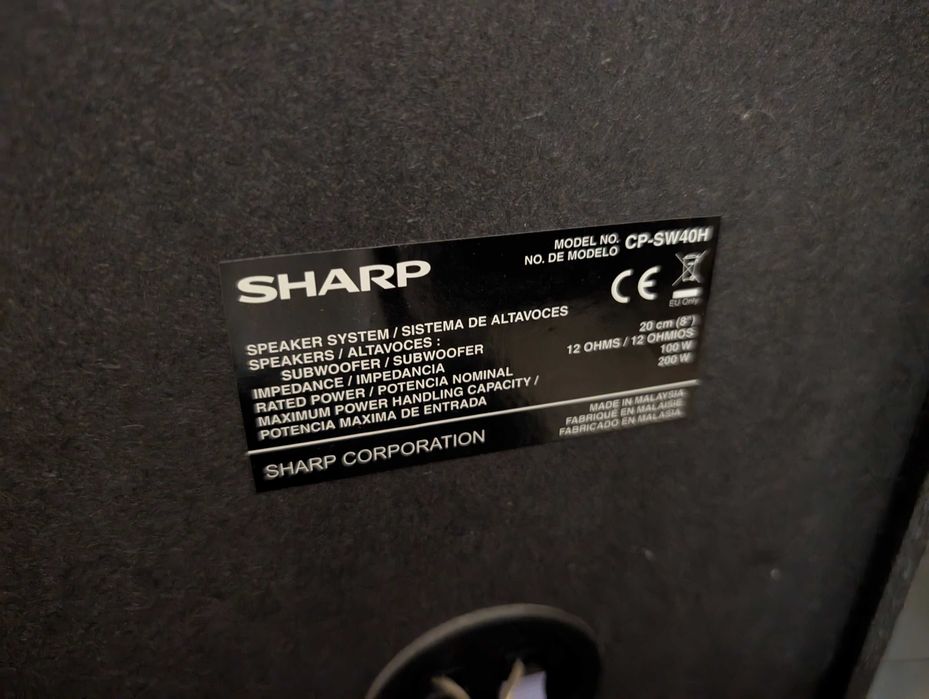 SHARP
MODEL NO.
NO. DE MODELO
CP-SW40H
CE
EU Only
SPEAKER SYSTEM / SISTEMA DE ALTAVOCES
SPEAKERS / ALTAVOCES :
SUBWOOFER / SUBWOOFER 20 cm (8")
IMPEDANCE / IMPEDANCIA 12 OHMS / 12 OHMIOS
RATED POWER / POTENCIA NOMINAL 100 W
MAXIMUM POWER HANDLING CAPACITY / 200 W
POTENCIA MAXIMA DE ENTRADA
SHARP CORPORATION
MADE IN MALAYSIA
FABRIQUE EN MALAISIE
FABRICADO EN MALASIA